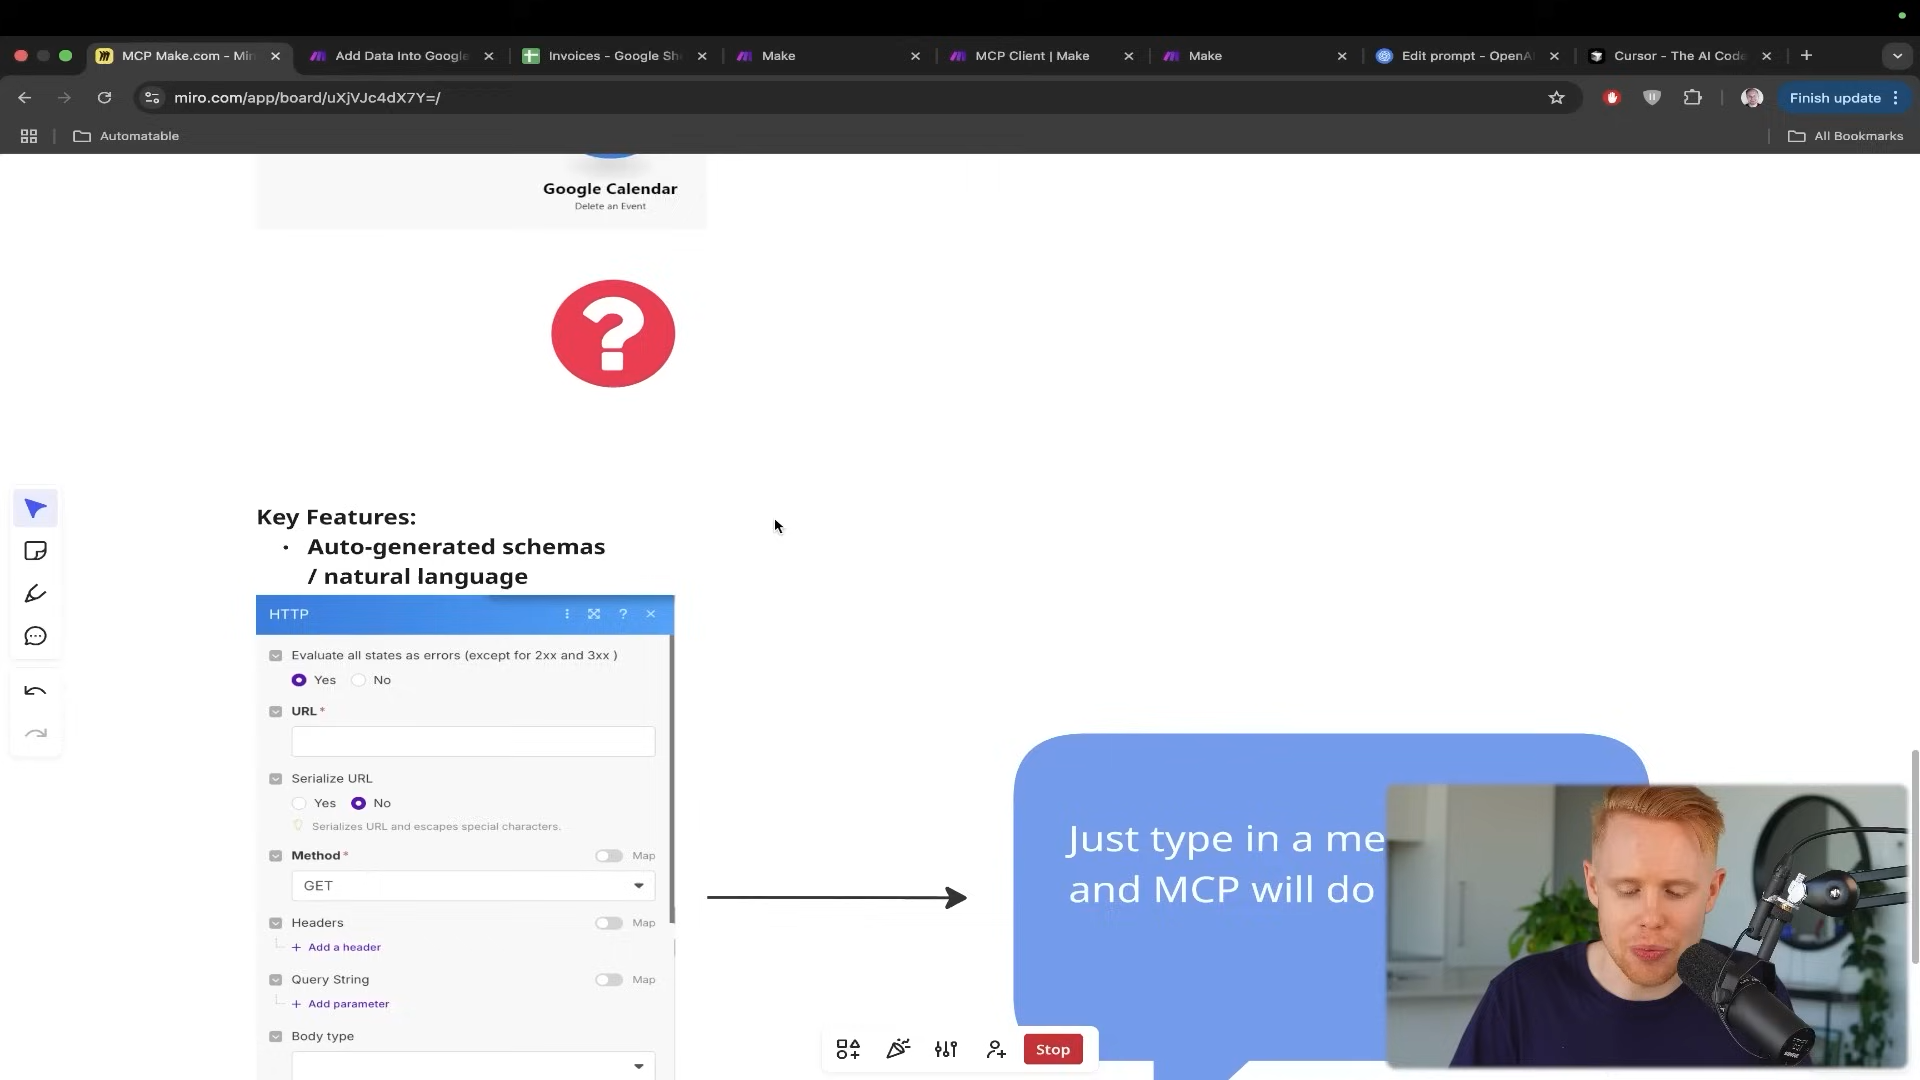 MCP Make.com - Mir
Add Data Into Google
Invoices - Google Sh
Make
MCP Client | Make
Make
Edit prompt - OpenA
Cursor - The AI Code
miro.com/app/board/uXjVJc4dX7Y=/
Finish update
Automatable
All Bookmarks
Google Calendar
Delete an Event
?
Key Features:
• Auto-generated schemas
/ natural language
HTTP
Evaluate all states as errors (except for 2xx and 3xx )
Yes No
URL *
Serialize URL
Yes No
Serializes URL and escapes special characters.
Method * Map
GET
Headers Map
+ Add a header
Query String Map
+ Add parameter
Body type
Just type in a me
and MCP will do
Stop